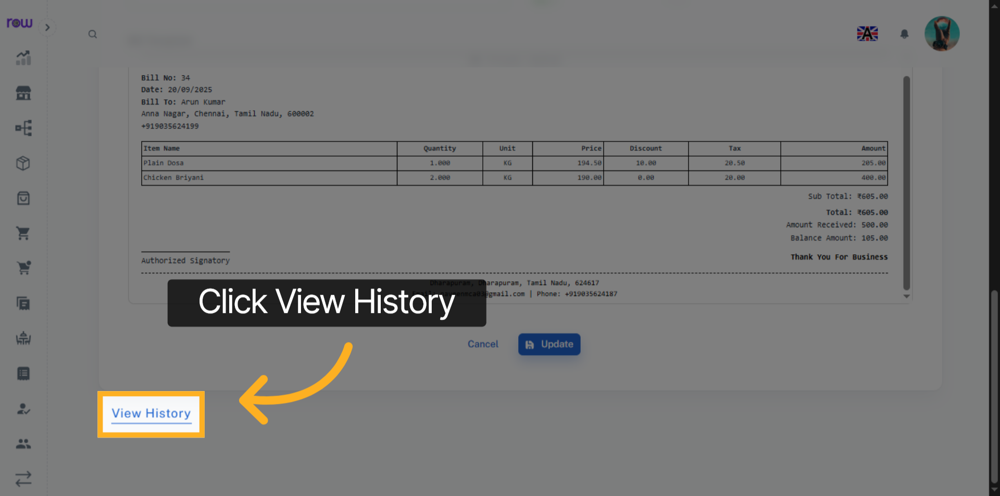 row
A
Bill No: 34
Date: 20/09/2025
Bill To: Arun Kumar
Anna Nagar, Chennai, Tamil Nadu, 600002
+919035624199
Item Name Quantity Unit Price Discount Tax Amount
Plain Dosa 1.000 KG 194.50 10.00 20.50 205.00
Chicken Briyani 2.000 KG 190.00 0.00 20.00 400.00
Sub Total: ₹605.00
Total: ₹605.00
Amount Received: 500.00
Balance Amount: 105.00
Authorized Signatory
Thank You For Business
Dharapuram, Dharapuram, Tamil Nadu, 624617
Email: naveenmca03@gmail.com | Phone: +919035624187
Click View History
Cancel
Update
View History